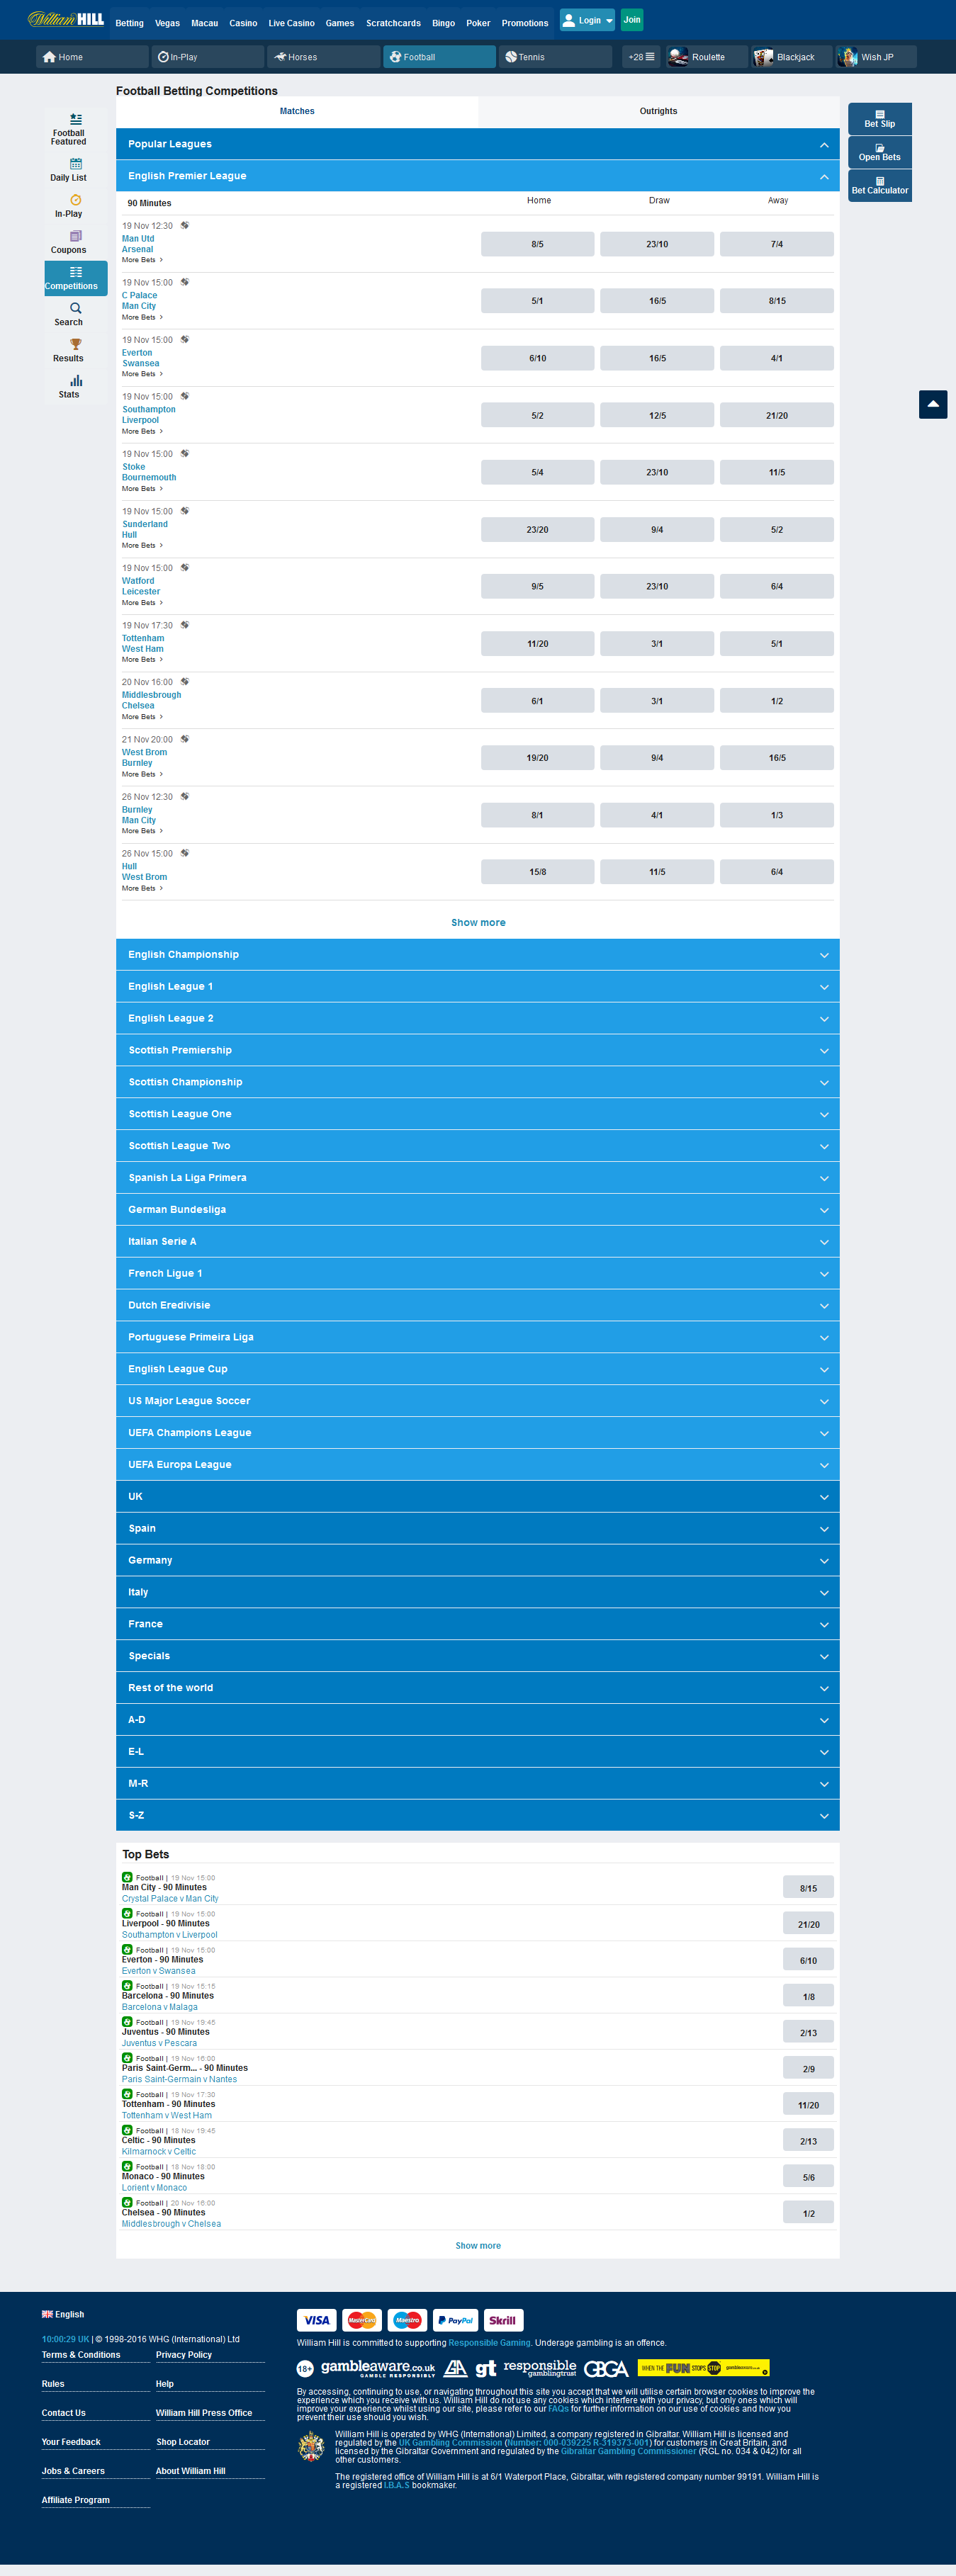 William HILL
Betting Vegas Macau Casino Live Casino Games Scratchcards Bingo Poker Promotions Login Join
Home In-Play Horses Football Tennis +28 Roulette Blackjack Wish JP
Football Betting Competitions
Matches Outrights
Football
Featured
Daily List
In-Play
Coupons
Competitions
Search
Results
Stats
Bet Slip
Open Bets
Bet Calculator
Popular Leagues
English Premier League
90 Minutes Home Draw Away
19 Nov 12:30
Man Utd
Arsenal
More Bets >
8/5 23/10 7/4
19 Nov 15:00
C Palace
Man City
More Bets >
5/1 16/5 8/15
19 Nov 15:00
Everton
Swansea
More Bets >
6/10 16/5 4/1
19 Nov 15:00
Southampton
Liverpool
More Bets >
5/2 12/5 21/20
19 Nov 15:00
Stoke
Bournemouth
More Bets >
5/4 23/10 11/5
19 Nov 15:00
Sunderland
Hull
More Bets >
23/20 9/4 5/2
19 Nov 15:00
Watford
Leicester
More Bets >
9/5 23/10 6/4
19 Nov 17:30
Tottenham
West Ham
More Bets >
11/20 3/1 5/1
20 Nov 16:00
Middlesbrough
Chelsea
More Bets >
6/1 3/1 1/2
21 Nov 20:00
West Brom
Burnley
More Bets >
19/20 9/4 16/5
26 Nov 12:30
Burnley
Man City
More Bets >
8/1 4/1 1/3
26 Nov 15:00
Hull
West Brom
More Bets >
15/8 11/5 6/4
Show more
English Championship
English League 1
English League 2
Scottish Premiership
Scottish Championship
Scottish League One
Scottish League Two
Spanish La Liga Primera
German Bundesliga
Italian Serie A
French Ligue 1
Dutch Eredivisie
Portuguese Primeira Liga
English League Cup
US Major League Soccer
UEFA Champions League
UEFA Europa League
UK
Spain
Germany
Italy
France
Specials
Rest of the world
A-D
E-L
M-R
S-Z
Top Bets
Football | 19 Nov 15:00
Man City - 90 Minutes
Crystal Palace v Man City
8/15
Football | 19 Nov 15:00
Liverpool - 90 Minutes
Southampton v Liverpool
21/20
Football | 19 Nov 15:00
Everton - 90 Minutes
Everton v Swansea
6/10
Football | 19 Nov 15:15
Barcelona - 90 Minutes
Barcelona v Malaga
1/8
Football | 19 Nov 19:45
Juventus - 90 Minutes
Juventus v Pescara
2/13
Football | 19 Nov 16:00
Paris Saint-Germ... - 90 Minutes
Paris Saint-Germain v Nantes
2/9
Football | 19 Nov 17:30
Tottenham - 90 Minutes
Tottenham v West Ham
11/20
Football | 18 Nov 19:45
Celtic - 90 Minutes
Kilmarnock v Celtic
2/13
Football | 18 Nov 18:00
Monaco - 90 Minutes
Lorient v Monaco
5/6
Football | 20 Nov 16:00
Chelsea - 90 Minutes
Middlesbrough v Chelsea
1/2
Show more
English
10:00:29 UK | © 1998-2016 WHG (International) Ltd
Terms & Conditions Privacy Policy
Rules Help
Contact Us William Hill Press Office
Your Feedback Shop Locator
Jobs & Careers About William Hill
Affiliate Program
VISA MasterCard Maestro PayPal Skrill
William Hill is committed to supporting Responsible Gaming. Underage gambling is an offence.
18+ gambleaware.co.uk GAMBLE RESPONSIBLY gt responsible gamblingtrust GBGA WHEN THE FUN STOPS STOP gambleaware.co.uk
By accessing, continuing to use, or navigating throughout this site you accept that we will utilise certain browser cookies to improve the
experience which you receive with us. William Hill do not use any cookies which interfere with your privacy, but only ones which will
improve your experience whilst using our site, please refer to our FAQs for further information on our use of cookies and how you
prevent their use should you wish.
William Hill is operated by WHG (International) Limited, a company registered in Gibraltar. William Hill is licensed and
regulated by the UK Gambling Commission (Number: 000-039225 R-319373-001) for customers in Great Britain, and
licensed by the Gibraltar Government and regulated by the Gibraltar Gambling Commissioner (RGL no. 034 & 042) for all
other customers.
The registered office of William Hill is at 6/1 Waterport Place, Gibraltar, with registered company number 99191. William Hill is
a registered I.B.A.S bookmaker.